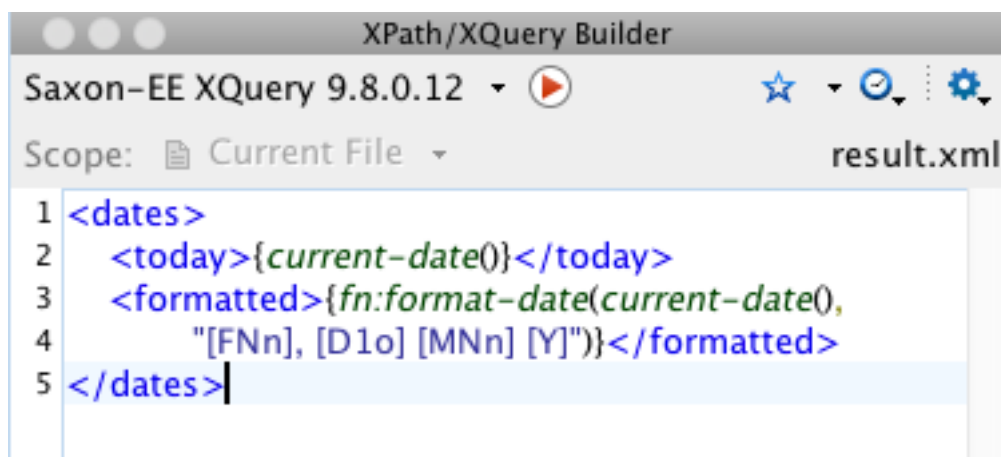 XPath/XQuery Builder
Saxon-EE XQuery 9.8.0.12
Scope: Current File result.xml
1 <dates>
2 <today>{current-date()}</today>
3 <formatted>{fn:format-date(current-date(),
4 "[FNn], [D1o] [MNn] [Y]")}</formatted>
5 </dates>